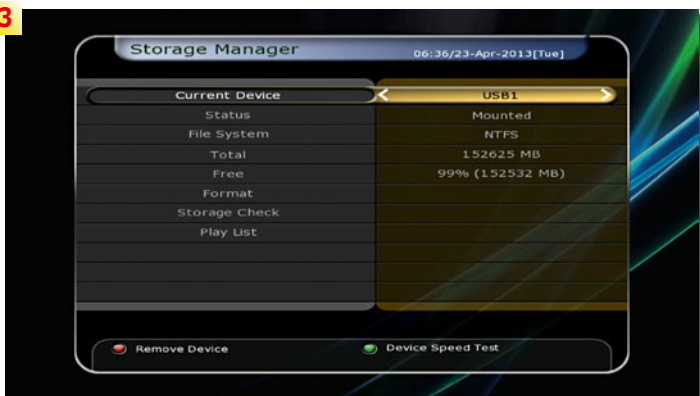 3
Storage Manager
06:36/23-Apr-2013[Tue]
Current Device
USB1
Status
Mounted
File System
NTFS
Total
152625 MB
Free
99% (152532 MB)
Format
Storage Check
Play List
Remove Device
Device Speed Test